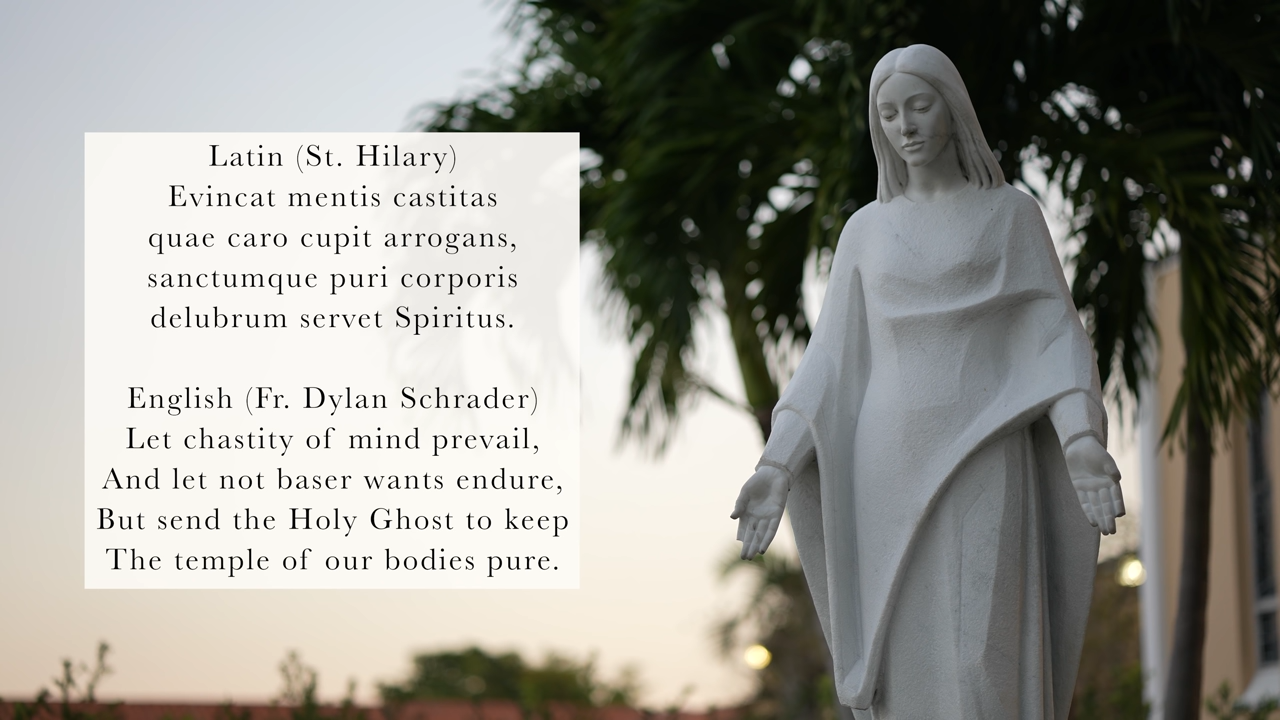 Latin (St. Hilary)
Evincat mentis castitas
quae caro cupit arrogans,
sanctumque puri corporis
delubrum servet Spiritus.
English (Fr. Dylan Schrader)
Let chastity of mind prevail,
And let not baser wants endure,
But send the Holy Ghost to keep
The temple of our bodies pure.